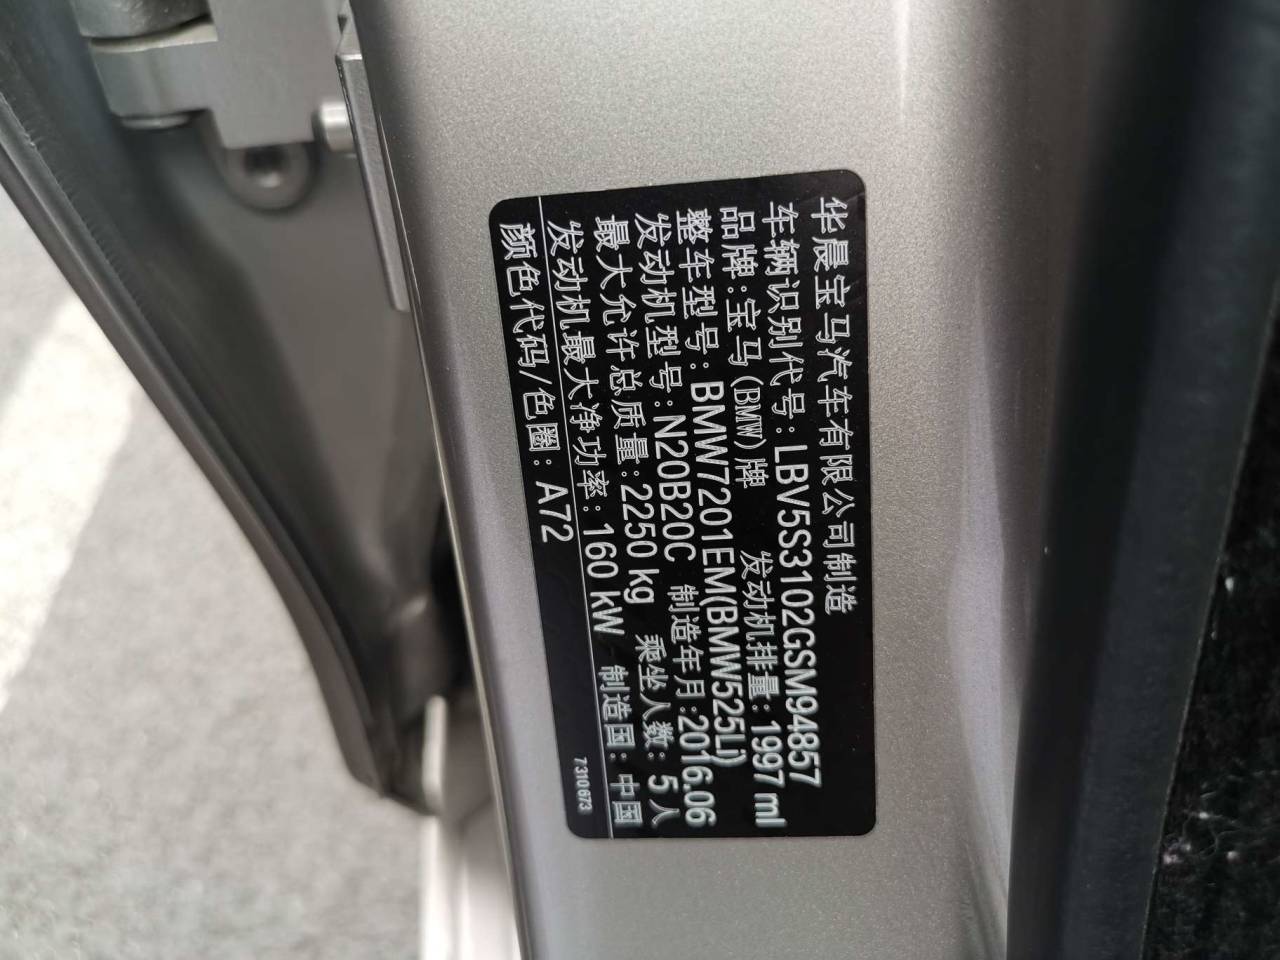 华晨宝马汽车有限公司制造
车辆识别代号:LBV5S3102GSM94857
品牌:宝马(BMW)牌 发动机排量:1997 ml
整车型号:BMW7201EM(BMW525Li)
发动机型号:N20B20C 制造年月:2016.06
最大允许总质量:2250 kg 乘坐人数:5人
发动机最大净功率:160 kW 制造国:中国
颜色代码/色圈:A72
7310673